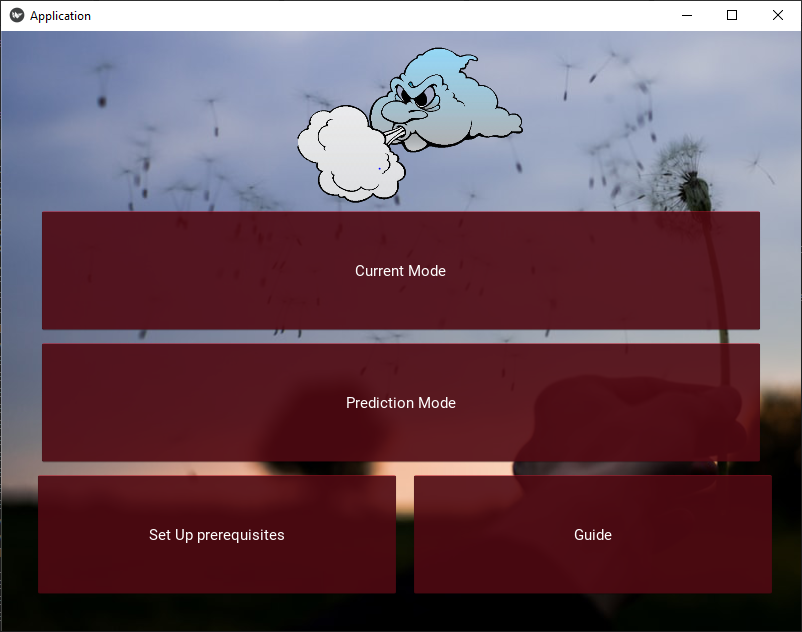 Application
Current Mode
Prediction Mode
Set Up prerequisites
Guide